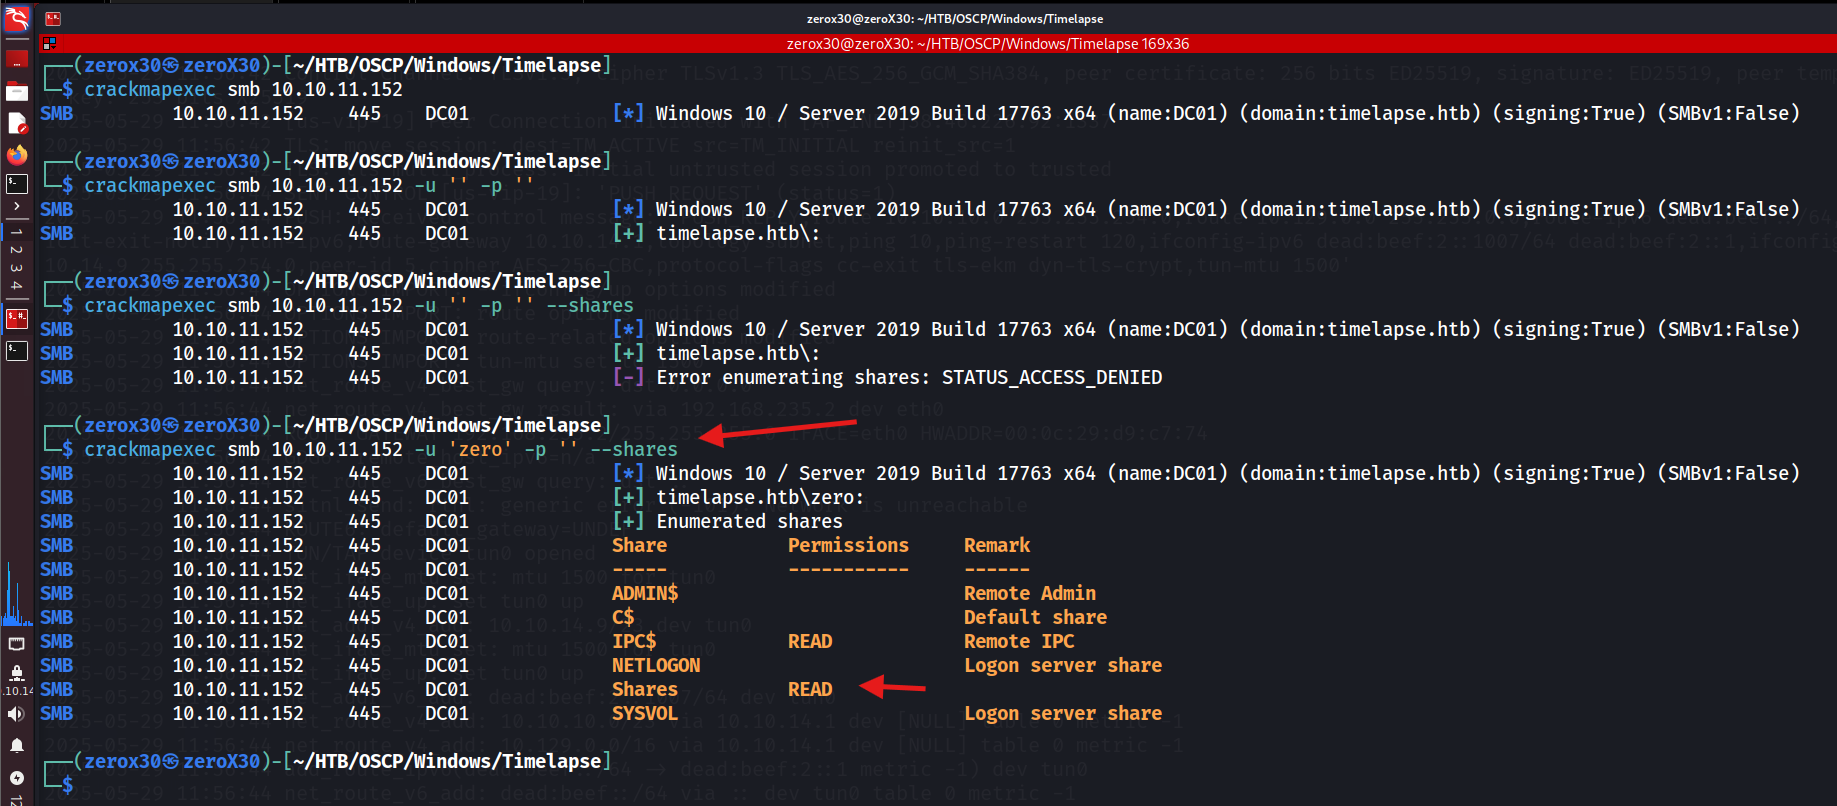 zerox30@zeroX30: ~/HTB/OSCP/Windows/Timelapse
zerox30@zeroX30: ~/HTB/OSCP/Windows/Timelapse 169x36
┌──(zerox30㉿zeroX30)-[~/HTB/OSCP/Windows/Timelapse]
└─$ crackmapexec smb 10.10.11.152
SMB 10.10.11.152 445 DC01 [*] Windows 10 / Server 2019 Build 17763 x64 (name:DC01) (domain:timelapse.htb) (signing:True) (SMBv1:False)
┌──(zerox30㉿zeroX30)-[~/HTB/OSCP/Windows/Timelapse]
└─$ crackmapexec smb 10.10.11.152 -u '' -p ''
SMB 10.10.11.152 445 DC01 [*] Windows 10 / Server 2019 Build 17763 x64 (name:DC01) (domain:timelapse.htb) (signing:True) (SMBv1:False)
SMB 10.10.11.152 445 DC01 [+] timelapse.htb\:
┌──(zerox30㉿zeroX30)-[~/HTB/OSCP/Windows/Timelapse]
└─$ crackmapexec smb 10.10.11.152 -u '' -p '' --shares
SMB 10.10.11.152 445 DC01 [*] Windows 10 / Server 2019 Build 17763 x64 (name:DC01) (domain:timelapse.htb) (signing:True) (SMBv1:False)
SMB 10.10.11.152 445 DC01 [+] timelapse.htb\:
SMB 10.10.11.152 445 DC01 [-] Error enumerating shares: STATUS_ACCESS_DENIED
┌──(zerox30㉿zeroX30)-[~/HTB/OSCP/Windows/Timelapse]
└─$ crackmapexec smb 10.10.11.152 -u 'zero' -p '' --shares
SMB 10.10.11.152 445 DC01 [*] Windows 10 / Server 2019 Build 17763 x64 (name:DC01) (domain:timelapse.htb) (signing:True) (SMBv1:False)
SMB 10.10.11.152 445 DC01 [+] timelapse.htb\zero:
SMB 10.10.11.152 445 DC01 [+] Enumerated shares
SMB 10.10.11.152 445 DC01 Share Permissions Remark
SMB 10.10.11.152 445 DC01 ----- ----------- ------
SMB 10.10.11.152 445 DC01 ADMIN$ Remote Admin
SMB 10.10.11.152 445 DC01 C$ Default share
SMB 10.10.11.152 445 DC01 IPC$ READ Remote IPC
SMB 10.10.11.152 445 DC01 NETLOGON Logon server share
SMB 10.10.11.152 445 DC01 Shares READ
SMB 10.10.11.152 445 DC01 SYSVOL Logon server share
┌──(zerox30㉿zeroX30)-[~/HTB/OSCP/Windows/Timelapse]
└─$
1
2
3
4
.10.14